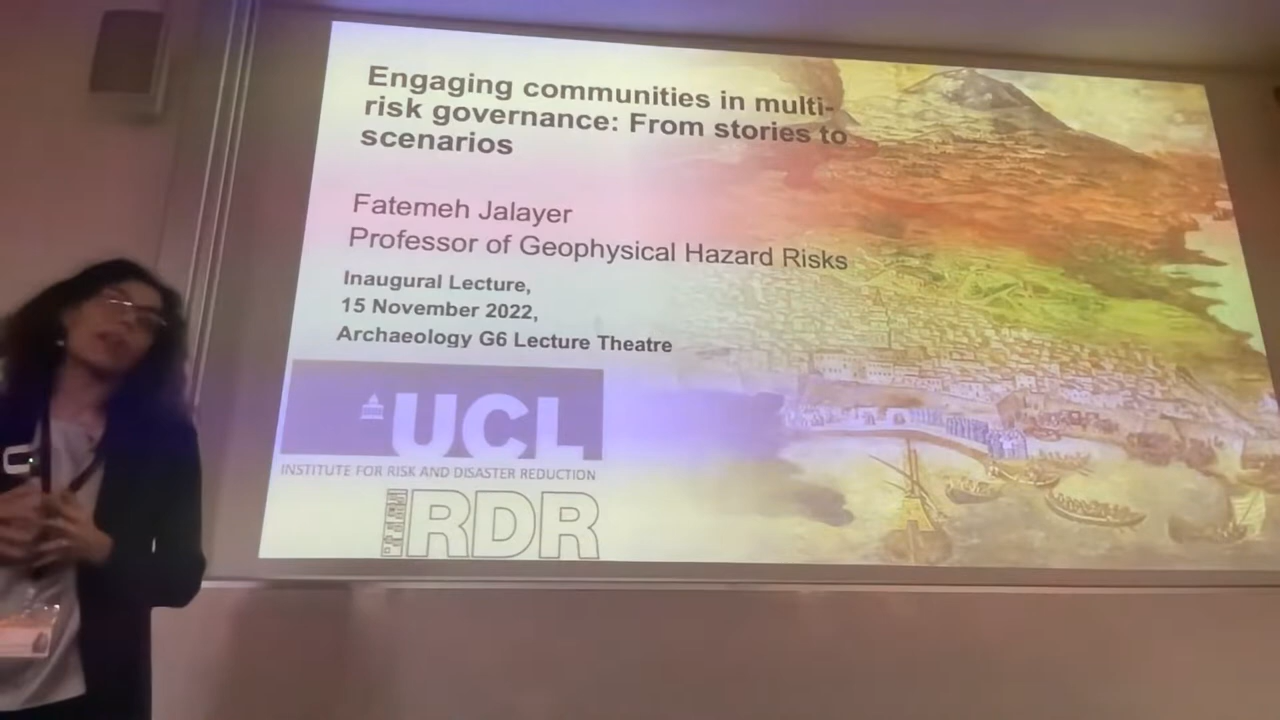 Engaging communities in multi-
risk governance: From stories to
scenarios
Fatemeh Jalayer
Professor of Geophysical Hazard Risks
Inaugural Lecture,
15 November 2022,
Archaeology G6 Lecture Theatre
UCL
INSTITUTE FOR RISK AND DISASTER REDUCTION
IRDR